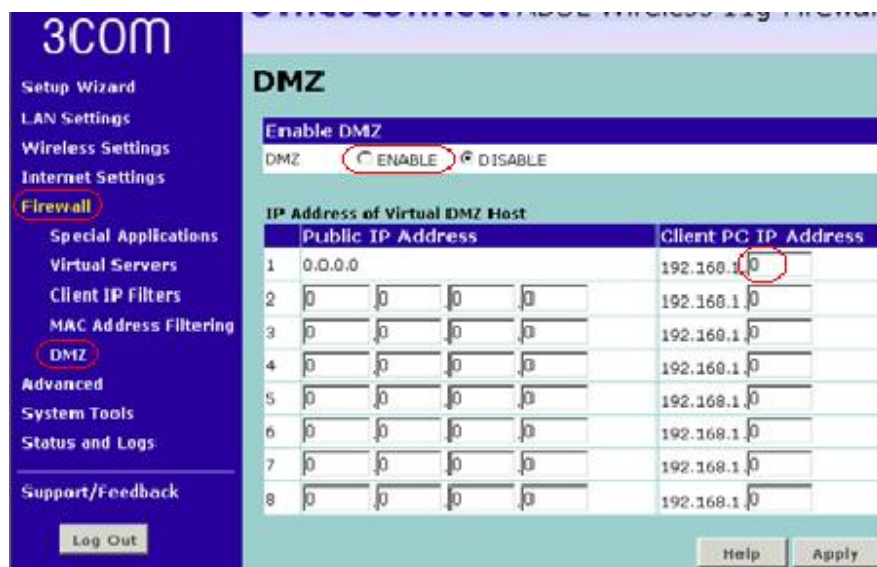 3COM
OfficeConnect ADSL Wireless 11g Firewall
Setup Wizard
LAN Settings
Wireless Settings
Internet Settings
Firewall
Special Applications
Virtual Servers
Client IP Filters
MAC Address Filtering
DMZ
Advanced
System Tools
Status and Logs
Support/Feedback
Log Out
DMZ
Enable DMZ
DMZ ENABLE DISABLE
IP Address of Virtual DMZ Host
Public IP Address Client PC IP Address
1 0.0.0.0 192.168.1.0
2 0 .0 .0 .0 192.168.1.0
3 0 .0 .0 .0 192.168.1.0
4 0 .0 .0 .0 192.168.1.0
5 0 .0 .0 .0 192.168.1.0
6 0 .0 .0 .0 192.168.1.0
7 0 .0 .0 .0 192.168.1.0
8 0 .0 .0 .0 192.168.1.0
Help Apply